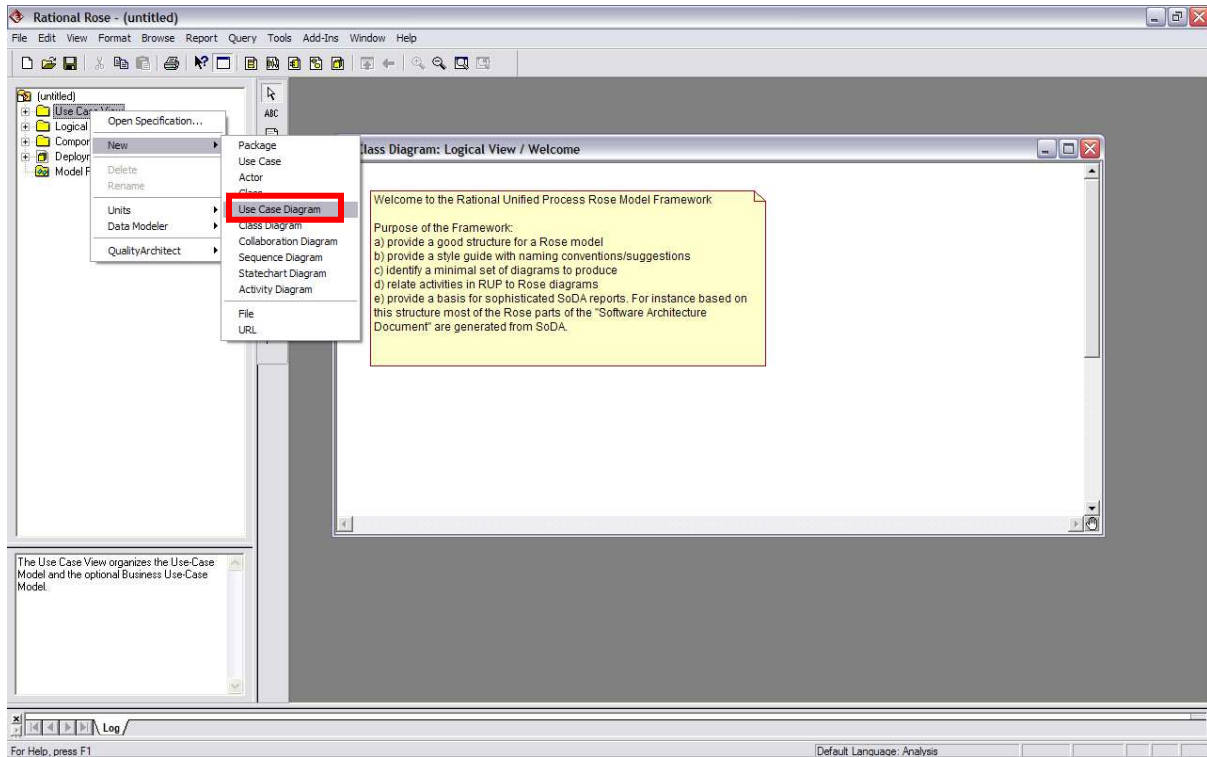 Rational Rose - (untitled)
File Edit View Format Browse Report Query Tools Add-Ins Window Help
(untitled)
Use Case View
Logical
Compor
Deployr
Model F
ABC
Open Specification...
New
Delete
Rename
Units
Data Modeler
QualityArchitect
Package
Use Case
Actor
Class
Use Case Diagram
Class Diagram
Collaboration Diagram
Sequence Diagram
Statechart Diagram
Activity Diagram
File
URL
Class Diagram: Logical View / Welcome
Welcome to the Rational Unified Process Rose Model Framework
Purpose of the Framework:
a) provide a good structure for a Rose model
b) provide a style guide with naming conventions/suggestions
c) identify a minimal set of diagrams to produce
d) relate activities in RUP to Rose diagrams
e) provide a basis for sophisticated SoDA reports. For instance based on
this structure most of the Rose parts of the "Software Architecture
Document" are generated from SoDA.
The Use Case View organizes the Use-Case
Model and the optional Business Use-Case
Model.
Log
For Help, press F1
Default Language: Analysis